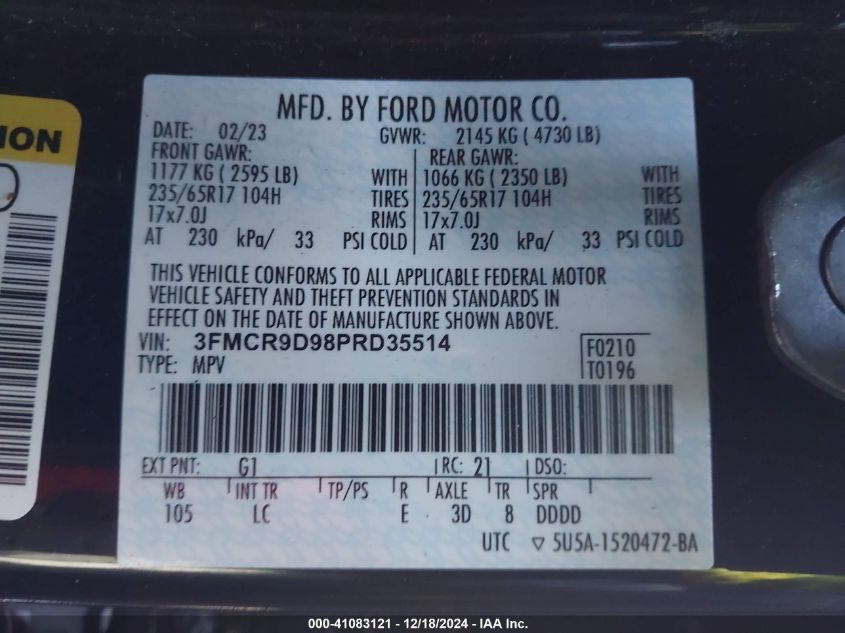 MFD. BY FORD MOTOR CO.
DATE: 02/23 GVWR: 2145 KG ( 4730 LB)
FRONT GAWR: REAR GAWR:
1177 KG ( 2595 LB) WITH 1066 KG ( 2350 LB) WITH
235/65R17 104H TIRES 235/65R17 104H TIRES
17x7.0J RIMS 17x7.0J RIMS
AT 230 kPa/ 33 PSI COLD AT 230 kPa/ 33 PSI COLD
THIS VEHICLE CONFORMS TO ALL APPLICABLE FEDERAL MOTOR
VEHICLE SAFETY AND THEFT PREVENTION STANDARDS IN
EFFECT ON THE DATE OF MANUFACTURE SHOWN ABOVE.
VIN: 3FMCR9D98PRD35514
TYPE: MPV
F0210
T0196
EXT PNT: G1 RC: 21 DSO:
WB INT TR TP/PS R AXLE TR SPR
105 LC E 3D 8 DDDD
UTC ▽ 5U5A-1520472-BA
ION
000-41083121 - 12/18/2024 - IAA Inc.